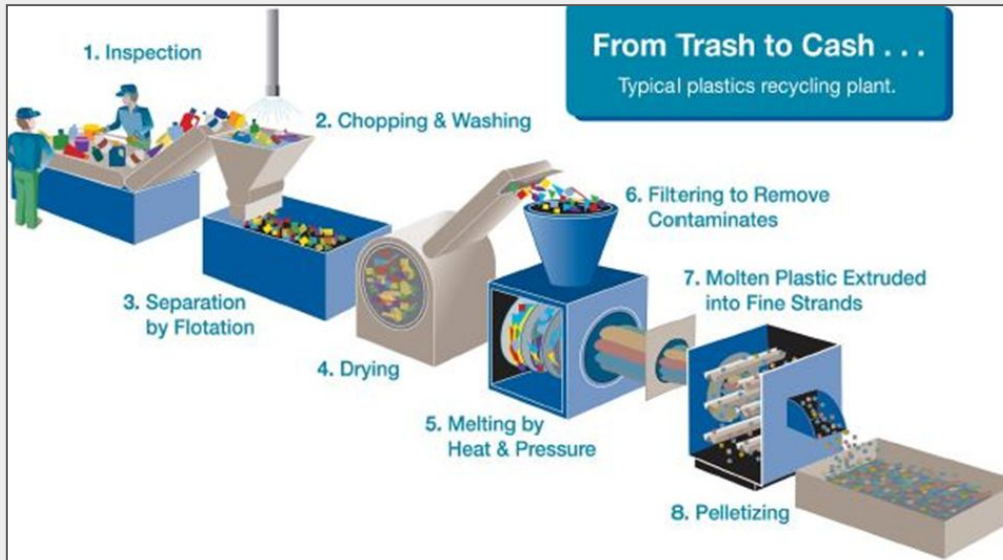 From Trash to Cash . . .
Typical plastics recycling plant.
1. Inspection
2. Chopping & Washing
3. Separation
by Flotation
4. Drying
5. Melting by
Heat & Pressure
6. Filtering to Remove
Contaminates
7. Molten Plastic Extruded
into Fine Strands
8. Pelletizing